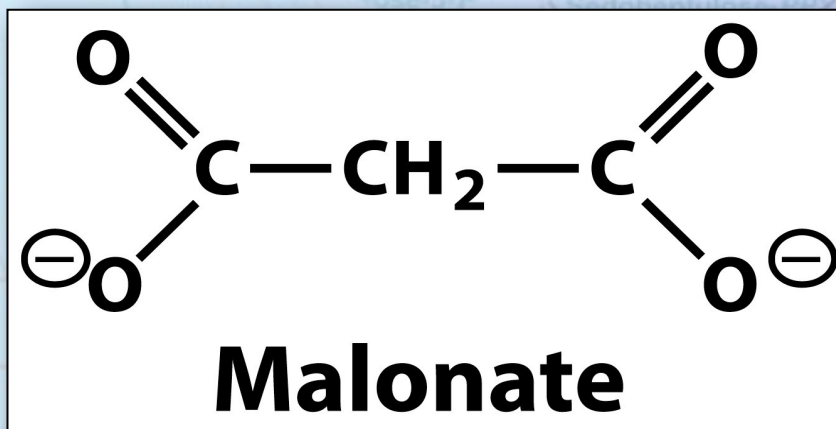 O O
C — CH₂ — C
⊖O O⊖
Malonate